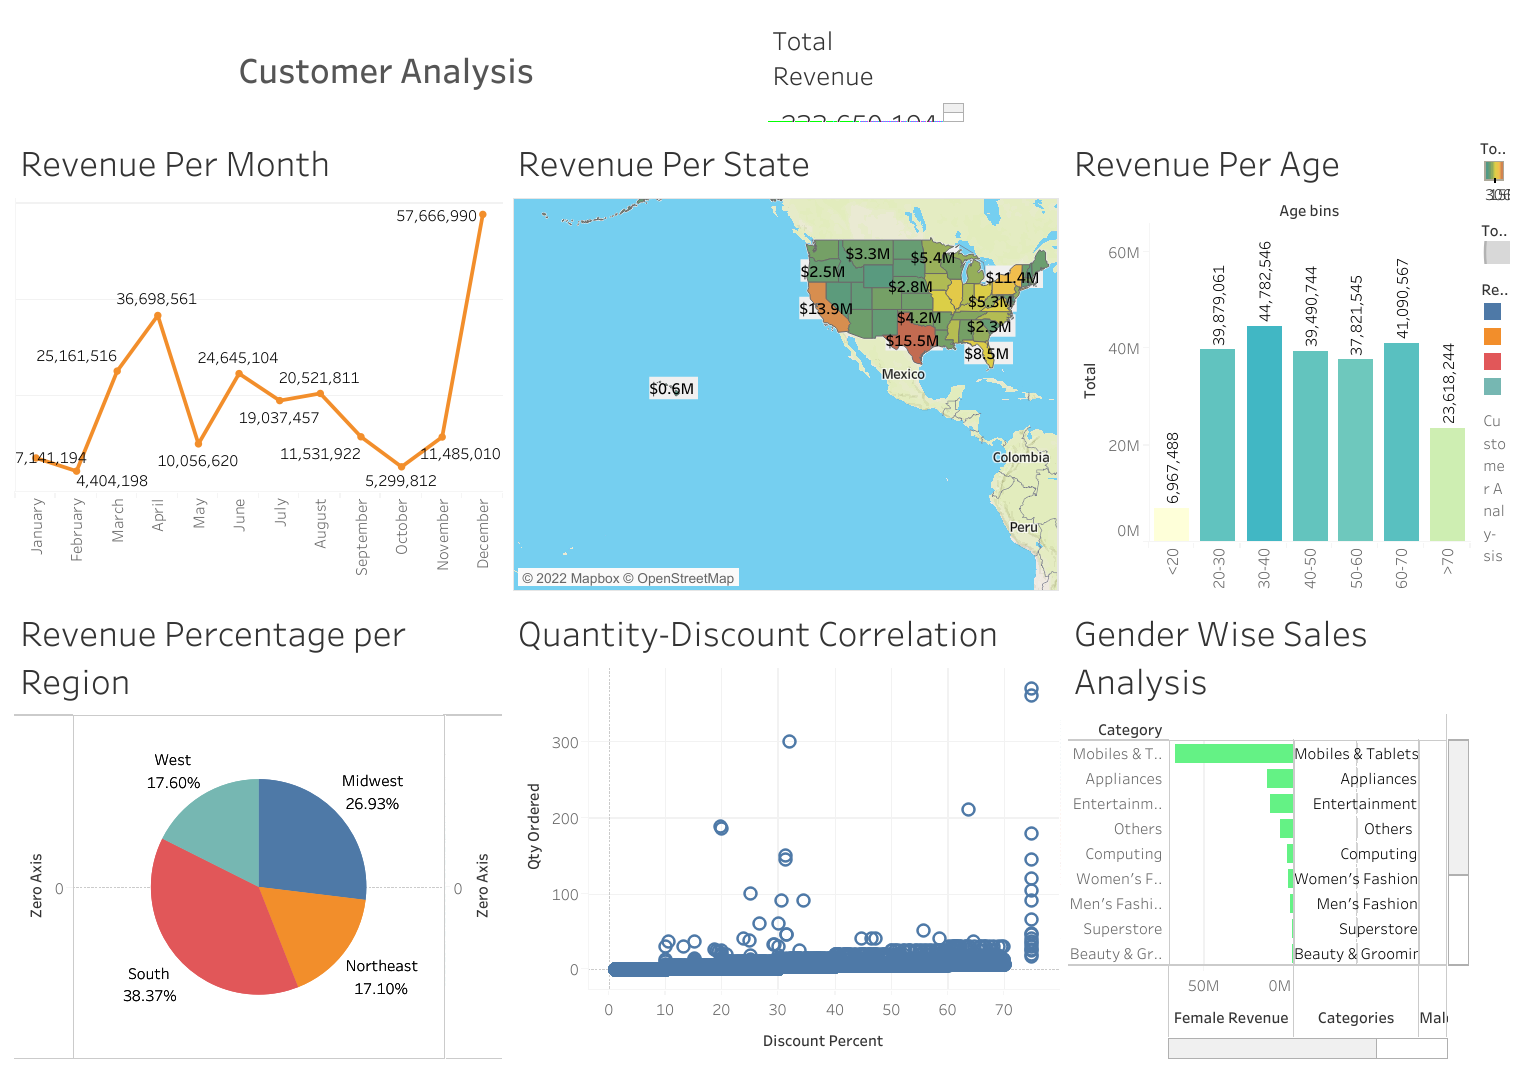 Customer Analysis
Total
Revenue
Revenue Per Month
57,666,990
36,698,561
25,161,516
24,645,104
20,521,811
19,037,457
7,141,194
10,056,620
11,531,922
11,485,010
4,404,198
5,299,812
January
February
March
April
May
June
July
August
September
October
November
December
Revenue Per State
$3.3M
$5.4M
$2.5M
$11.4M
$2.8M
$13.9M
$5.3M
$4.2M
$2.3M
$15.5M
$8.5M
$0.6M
Mexico
Colombia
Peru
© 2022 Mapbox © OpenStreetMap
Revenue Per Age
Age bins
Total
60M
40M
20M
0M
6,967,488
39,879,061
44,782,546
39,490,744
37,821,545
41,090,567
23,618,244
<20
20-30
30-40
40-50
50-60
60-70
>70
To..
To..
Re..
Cu
sto
me
r A
nal
y-
sis
Revenue Percentage per
Region
West
17.60%
Midwest
26.93%
South
38.37%
Northeast
17.10%
Zero Axis
0
0
Zero Axis
Quantity-Discount Correlation
Qty Ordered
300
200
100
0
0 10 20 30 40 50 60 70
Discount Percent
Gender Wise Sales
Analysis
Category
Mobiles & T.. Mobiles & Tablets
Appliances Appliances
Entertainm.. Entertainment
Others Others
Computing Computing
Women's F.. Women's Fashion
Men's Fashi.. Men's Fashion
Superstore Superstore
Beauty & Gr.. Beauty & Groomin
50M 0M
Female Revenue Categories Mal